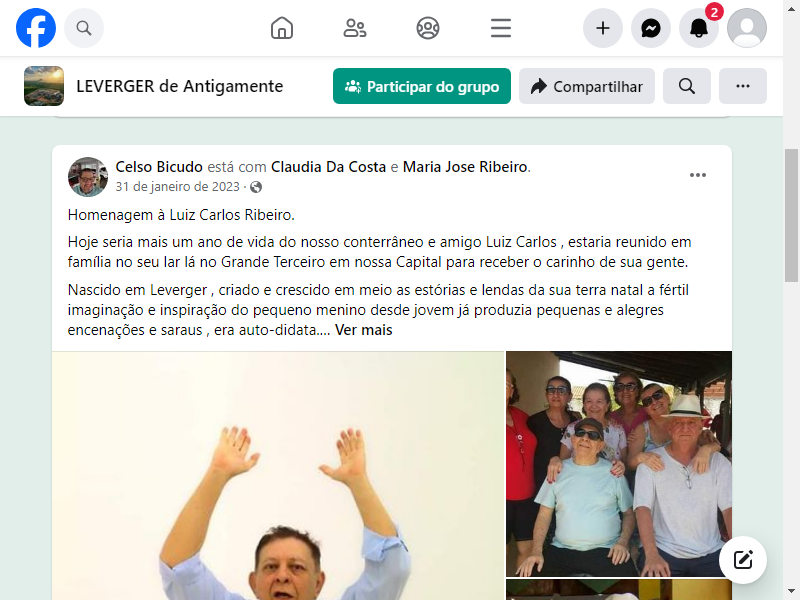 2
LEVERGER de Antigamente
Participar do grupo
Compartilhar
Celso Bicudo está com Claudia Da Costa e Maria Jose Ribeiro.
31 de janeiro de 2023 ·
Homenagem à Luiz Carlos Ribeiro.
Hoje seria mais um ano de vida do nosso conterrâneo e amigo Luiz Carlos , estaria reunido em
família no seu lar lá no Grande Terceiro em nossa Capital para receber o carinho de sua gente.
Nascido em Leverger , criado e crescido em meio as estórias e lendas da sua terra natal a fértil
imaginação e inspiração do pequeno menino desde jovem já produzia pequenas e alegres
encenações e saraus , era auto-didata.... Ver mais